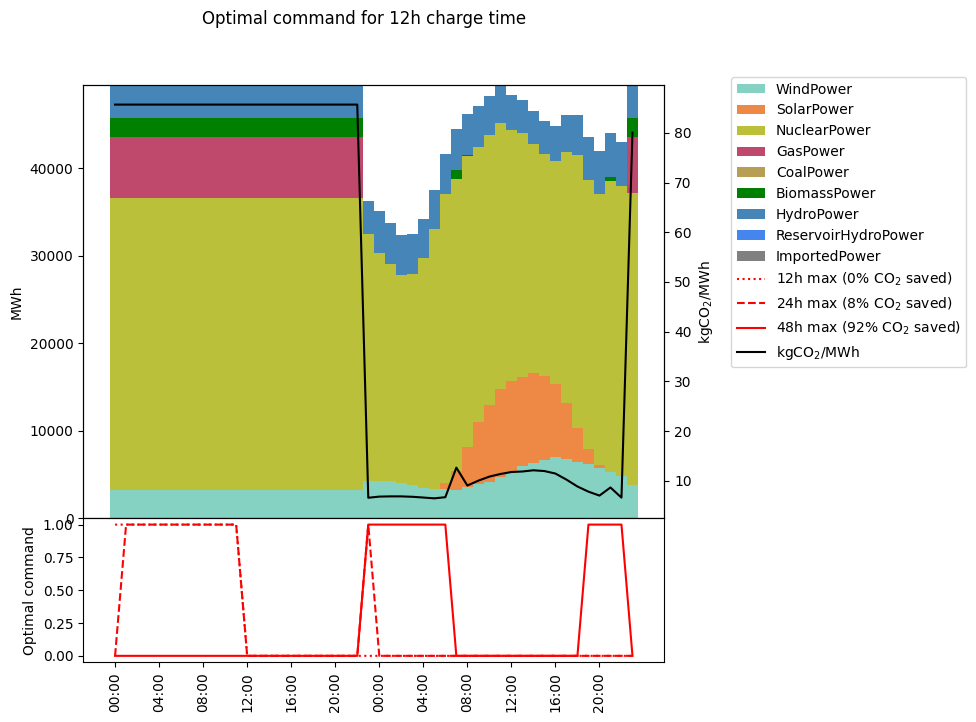 Optimal command for 12h charge time
MWh
40000
30000
20000
10000
0
80
70
60
50
40
30
20
10
kgCO₂/MWh
WindPower
SolarPower
NuclearPower
GasPower
CoalPower
BiomassPower
HydroPower
ReservoirHydroPower
ImportedPower
12h max (0% CO₂ saved)
24h max (8% CO₂ saved)
48h max (92% CO₂ saved)
kgCO₂/MWh
Optimal command
1.00
0.75
0.50
0.25
0.00
00:00
04:00
08:00
12:00
16:00
20:00
00:00
04:00
08:00
12:00
16:00
20:00